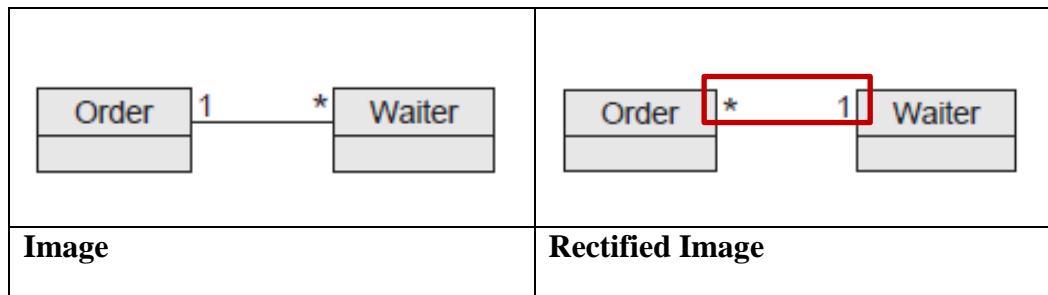 Order 1 * Waiter
Order * 1 Waiter
Image
Rectified Image